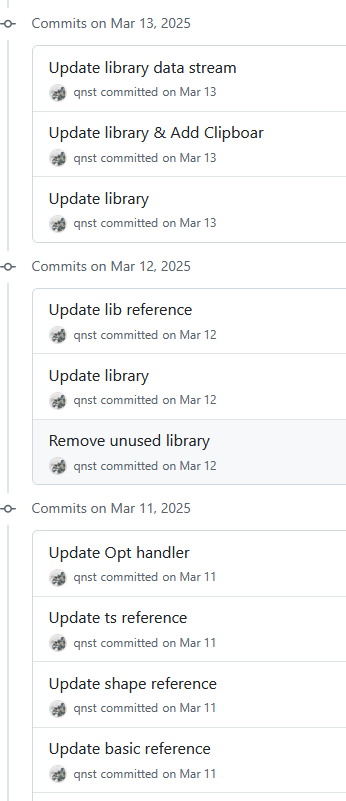 Commits on Mar 13, 2025
Update library data stream
qnst committed on Mar 13
Update library & Add Clipboar
qnst committed on Mar 13
Update library
qnst committed on Mar 13
Commits on Mar 12, 2025
Update lib reference
qnst committed on Mar 12
Update library
qnst committed on Mar 12
Remove unused library
qnst committed on Mar 12
Commits on Mar 11, 2025
Update Opt handler
qnst committed on Mar 11
Update ts reference
qnst committed on Mar 11
Update shape reference
qnst committed on Mar 11
Update basic reference
qnst committed on Mar 11